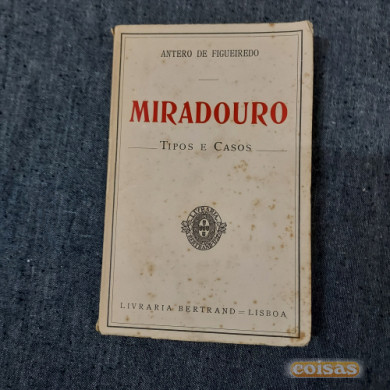 ANTERO DE FIGUEIREDO
MIRADOURO
TIPOS E CASOS
LIVRARIA BERTRAND = LISBOA
coisas